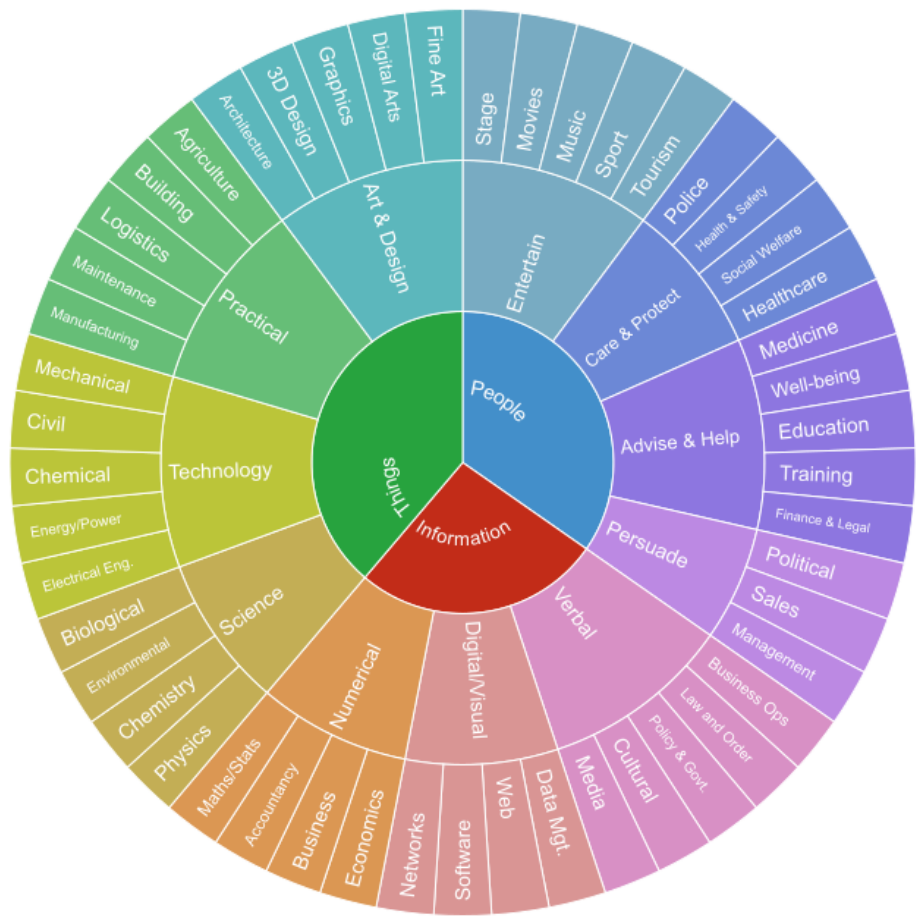 People
Entertain
Stage
Movies
Music
Sport
Tourism
Care & Protect
Police
Health & Safety
Social Welfare
Healthcare
Advise & Help
Medicine
Well-being
Education
Training
Finance & Legal
Persuade
Political
Sales
Management
Information
Verbal
Business Ops
Law and Order
Policy & Govt.
Cultural
Media
Digital/Visual
Data Mgt.
Web
Software
Networks
Numerical
Economics
Business
Accountancy
Maths/Stats
Things
Science
Physics
Chemistry
Environmental
Biological
Technology
Electrical Eng.
Energy/Power
Chemical
Civil
Mechanical
Practical
Manufacturing
Maintenance
Logistics
Building
Agriculture
Art & Design
Architecture
3D Design
Graphics
Digital Arts
Fine Art